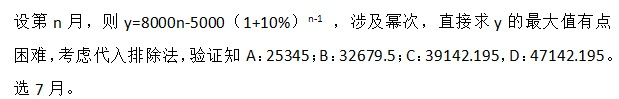 设第 n 月，则 y=8000n-5000（1+10%）ⁿ⁻¹ ，涉及幂次，直接求 y 的最大值有点
困难，考虑代入排除法，验证知 A：25345；B：32679.5；C：39142.195，D：47142.195。
选 7 月。